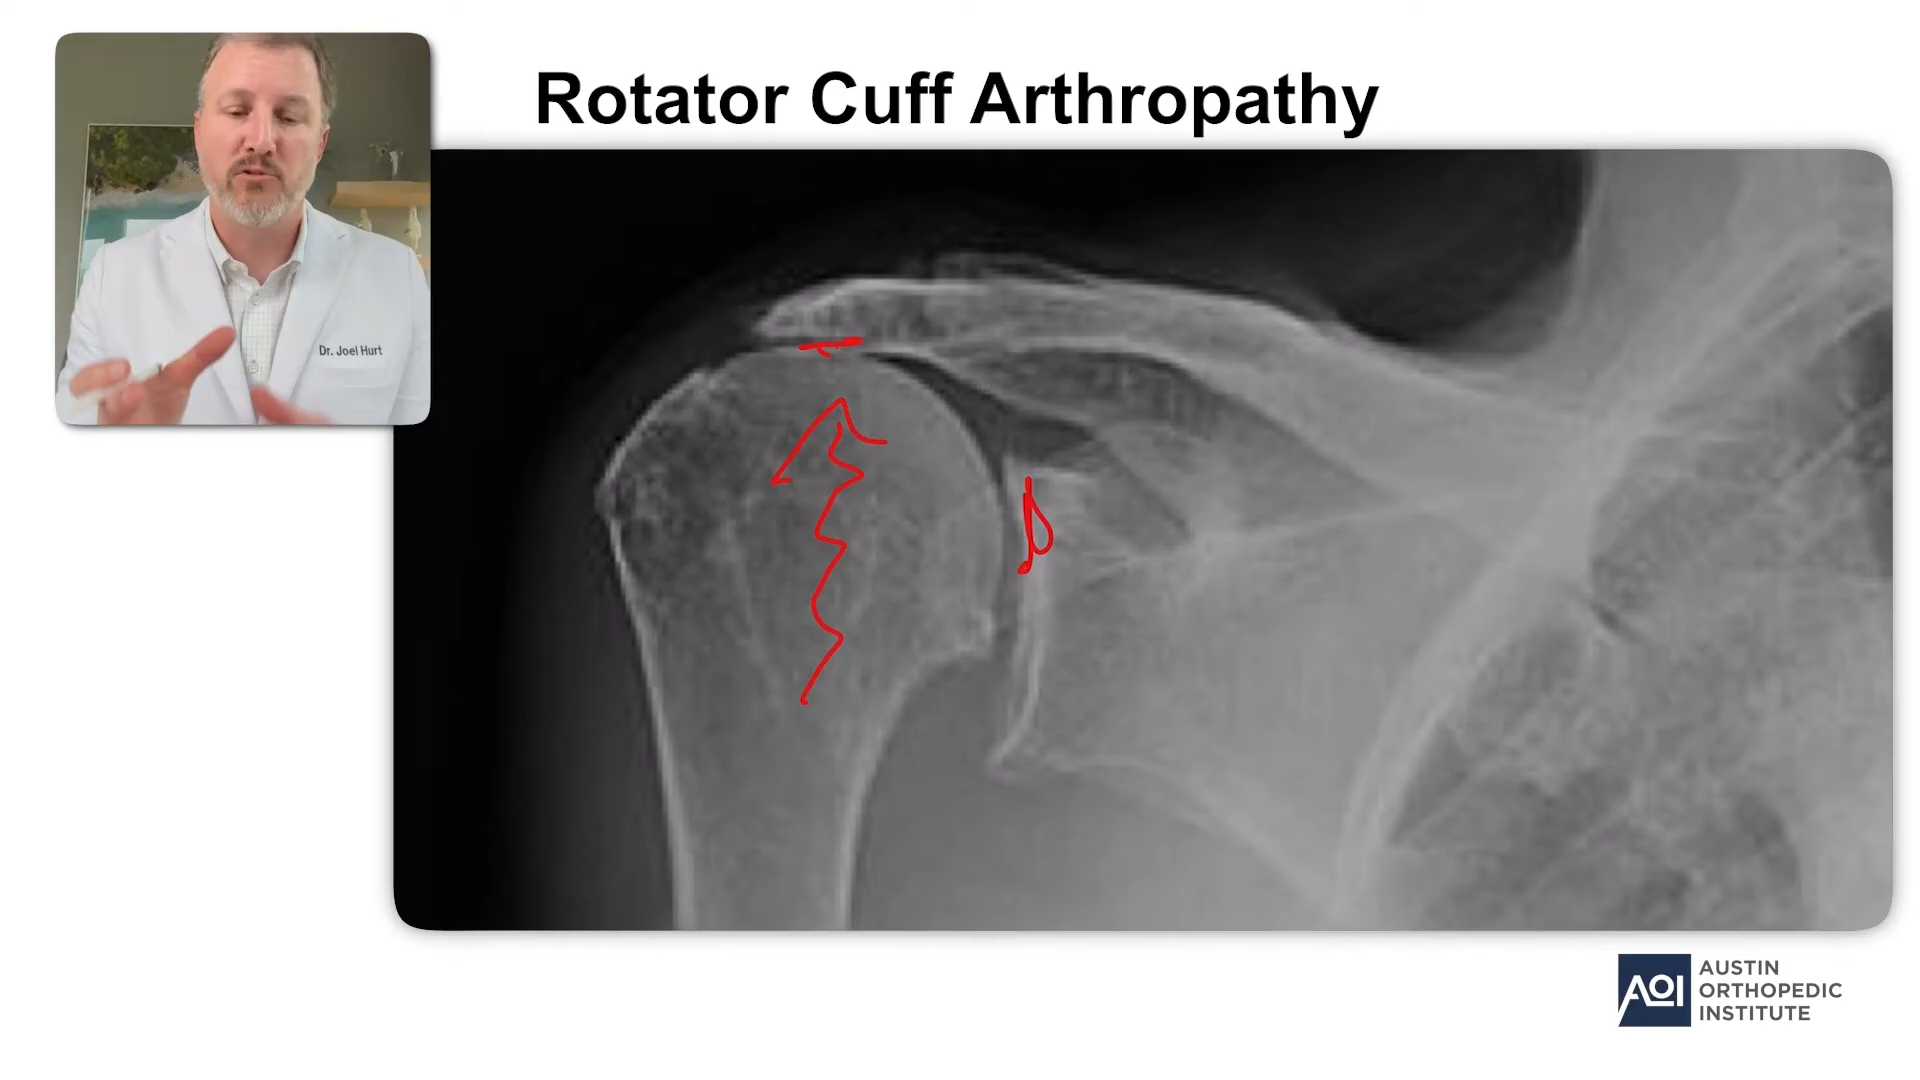 Rotator Cuff Arthropathy
Dr. Joel Hurt
AOI
AUSTIN
ORTHOPEDIC
INSTITUTE